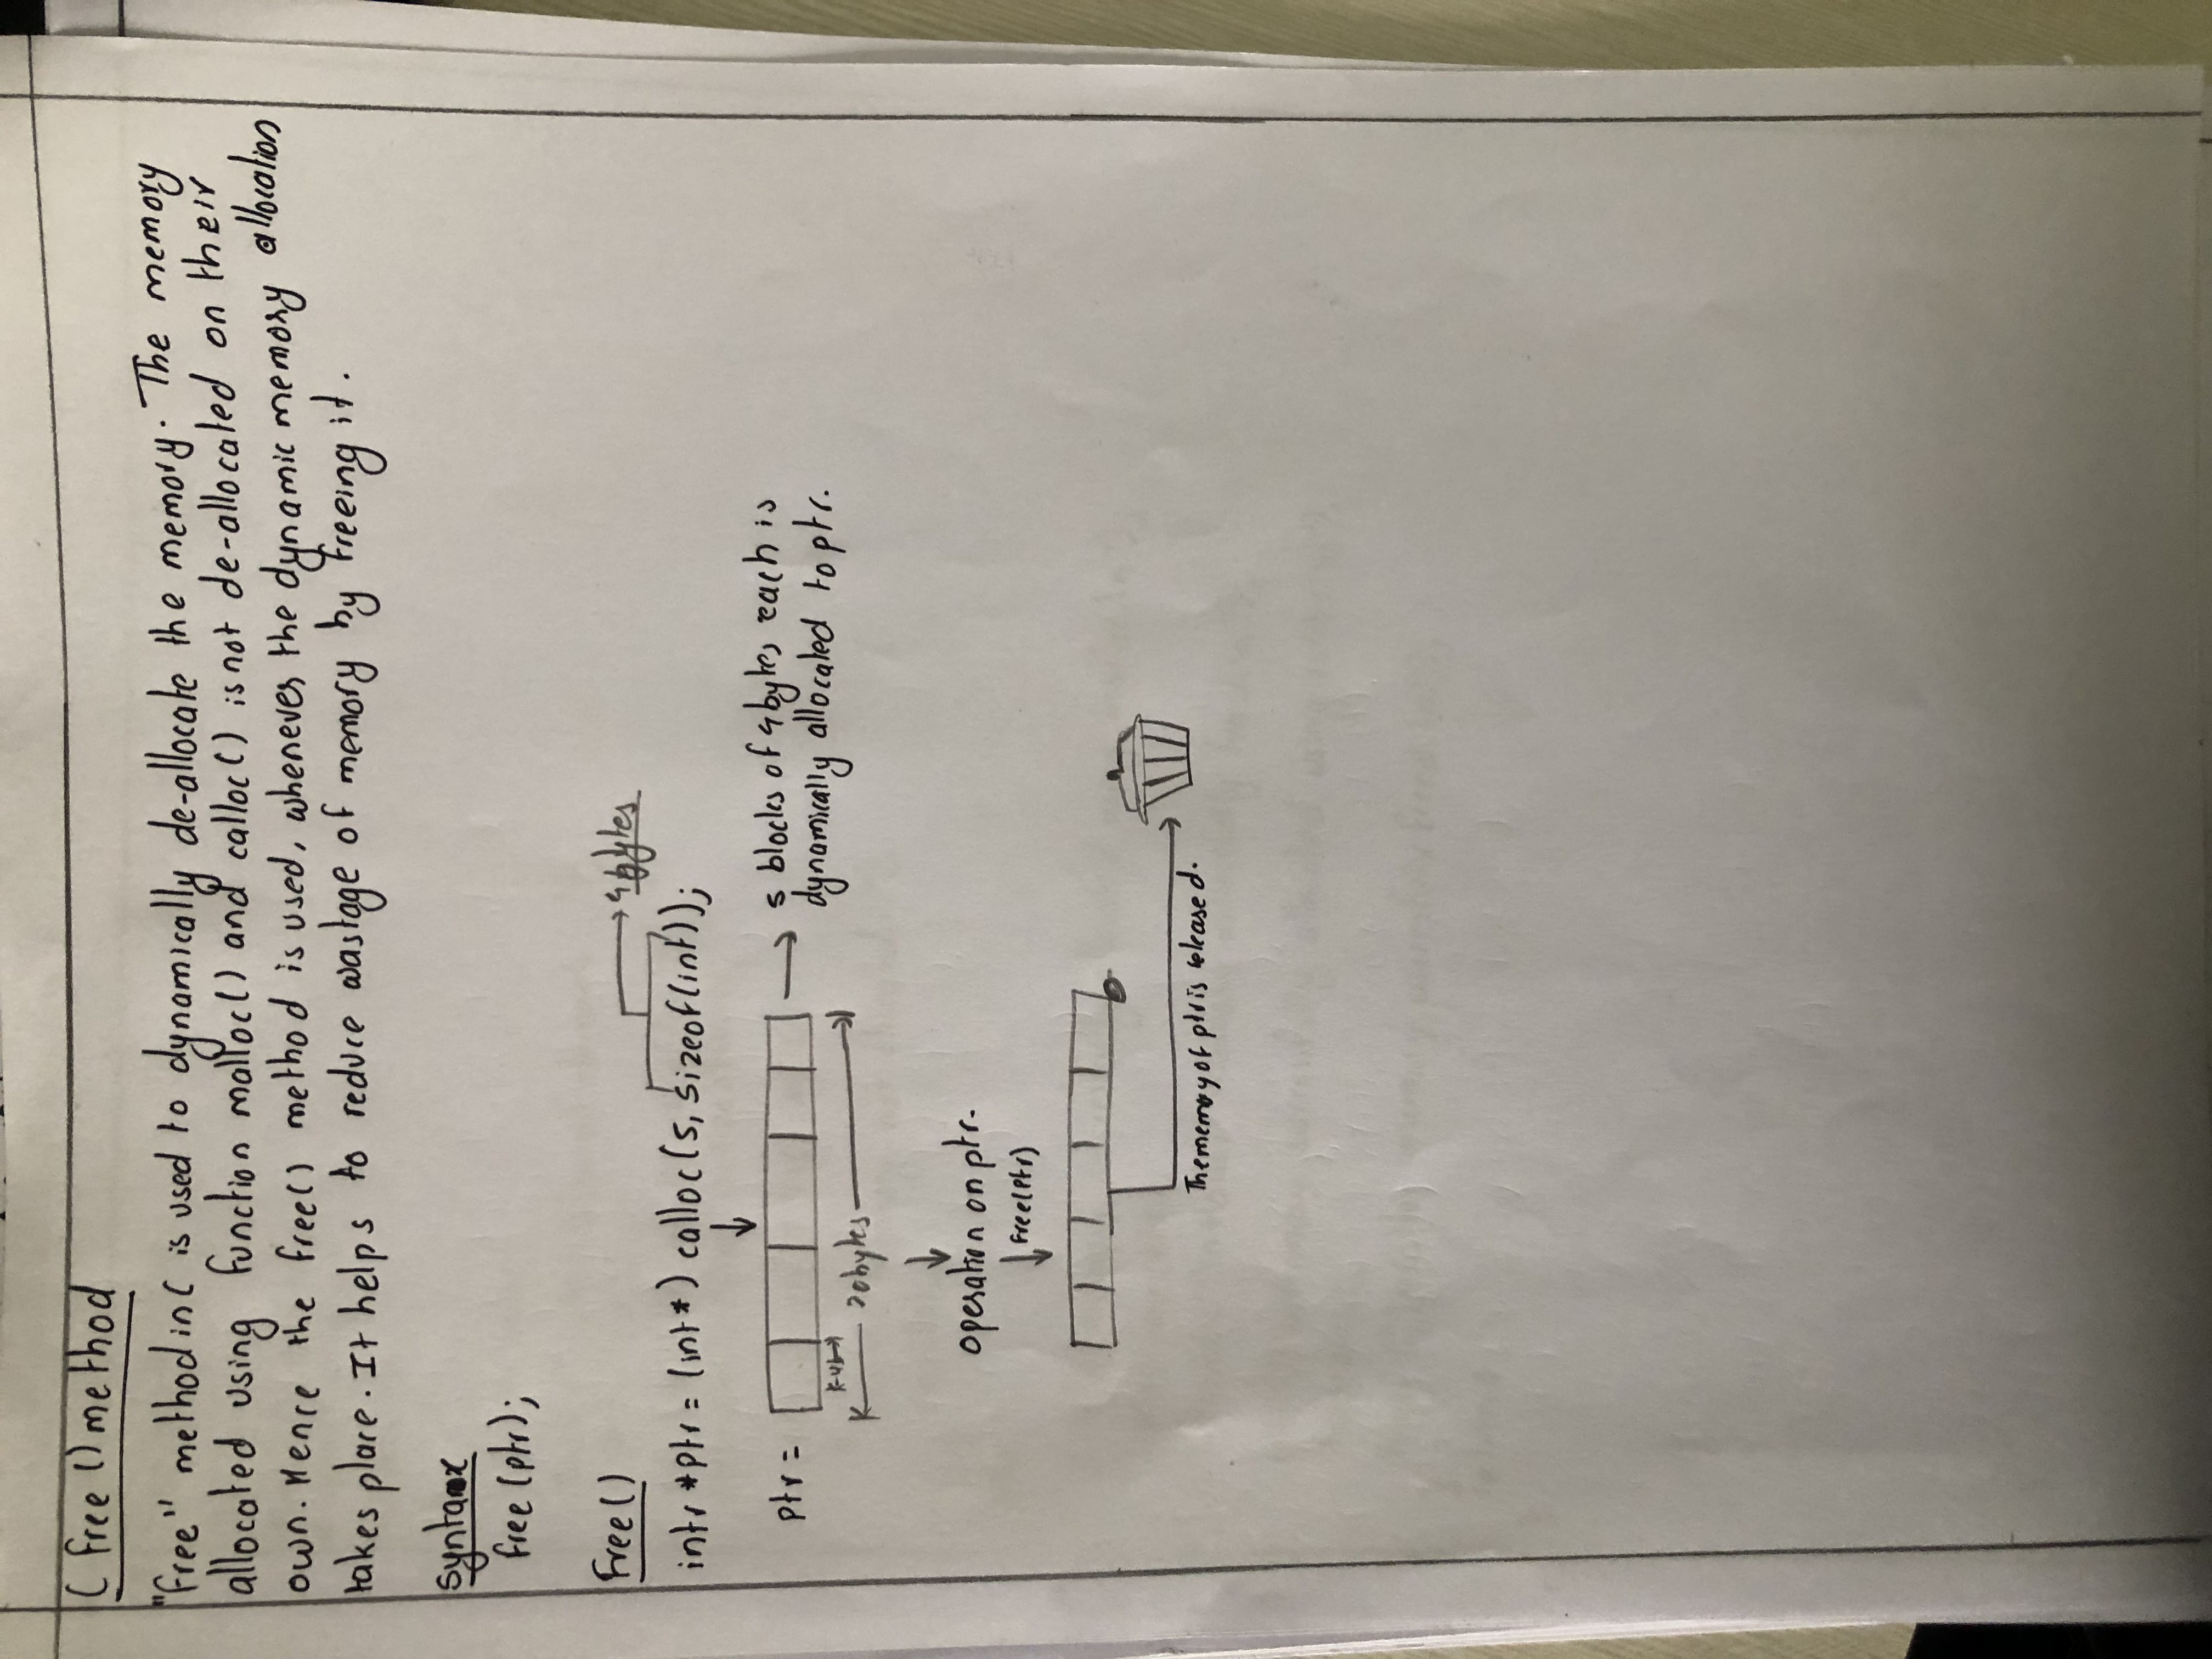 C free () method
"free" method in C is used to dynamically de-allocate the memory. The memory
allocated using function malloc() and calloc() is not de-allocated on their
own. Hence the free() method is used, whenever the dynamic memory allocation
takes place. It helps to reduce wastage of memory by freeing it.
syntax
free (ptr);
Free()
4 bytes
intr *ptr = (int*) calloc(5, sizeof(int));
ptr =
5 blocks of 4 bytes each is
dynamically allocated to ptr.
4b
20 bytes
operation on ptr.
Free(ptr)
The memory of ptr is released.